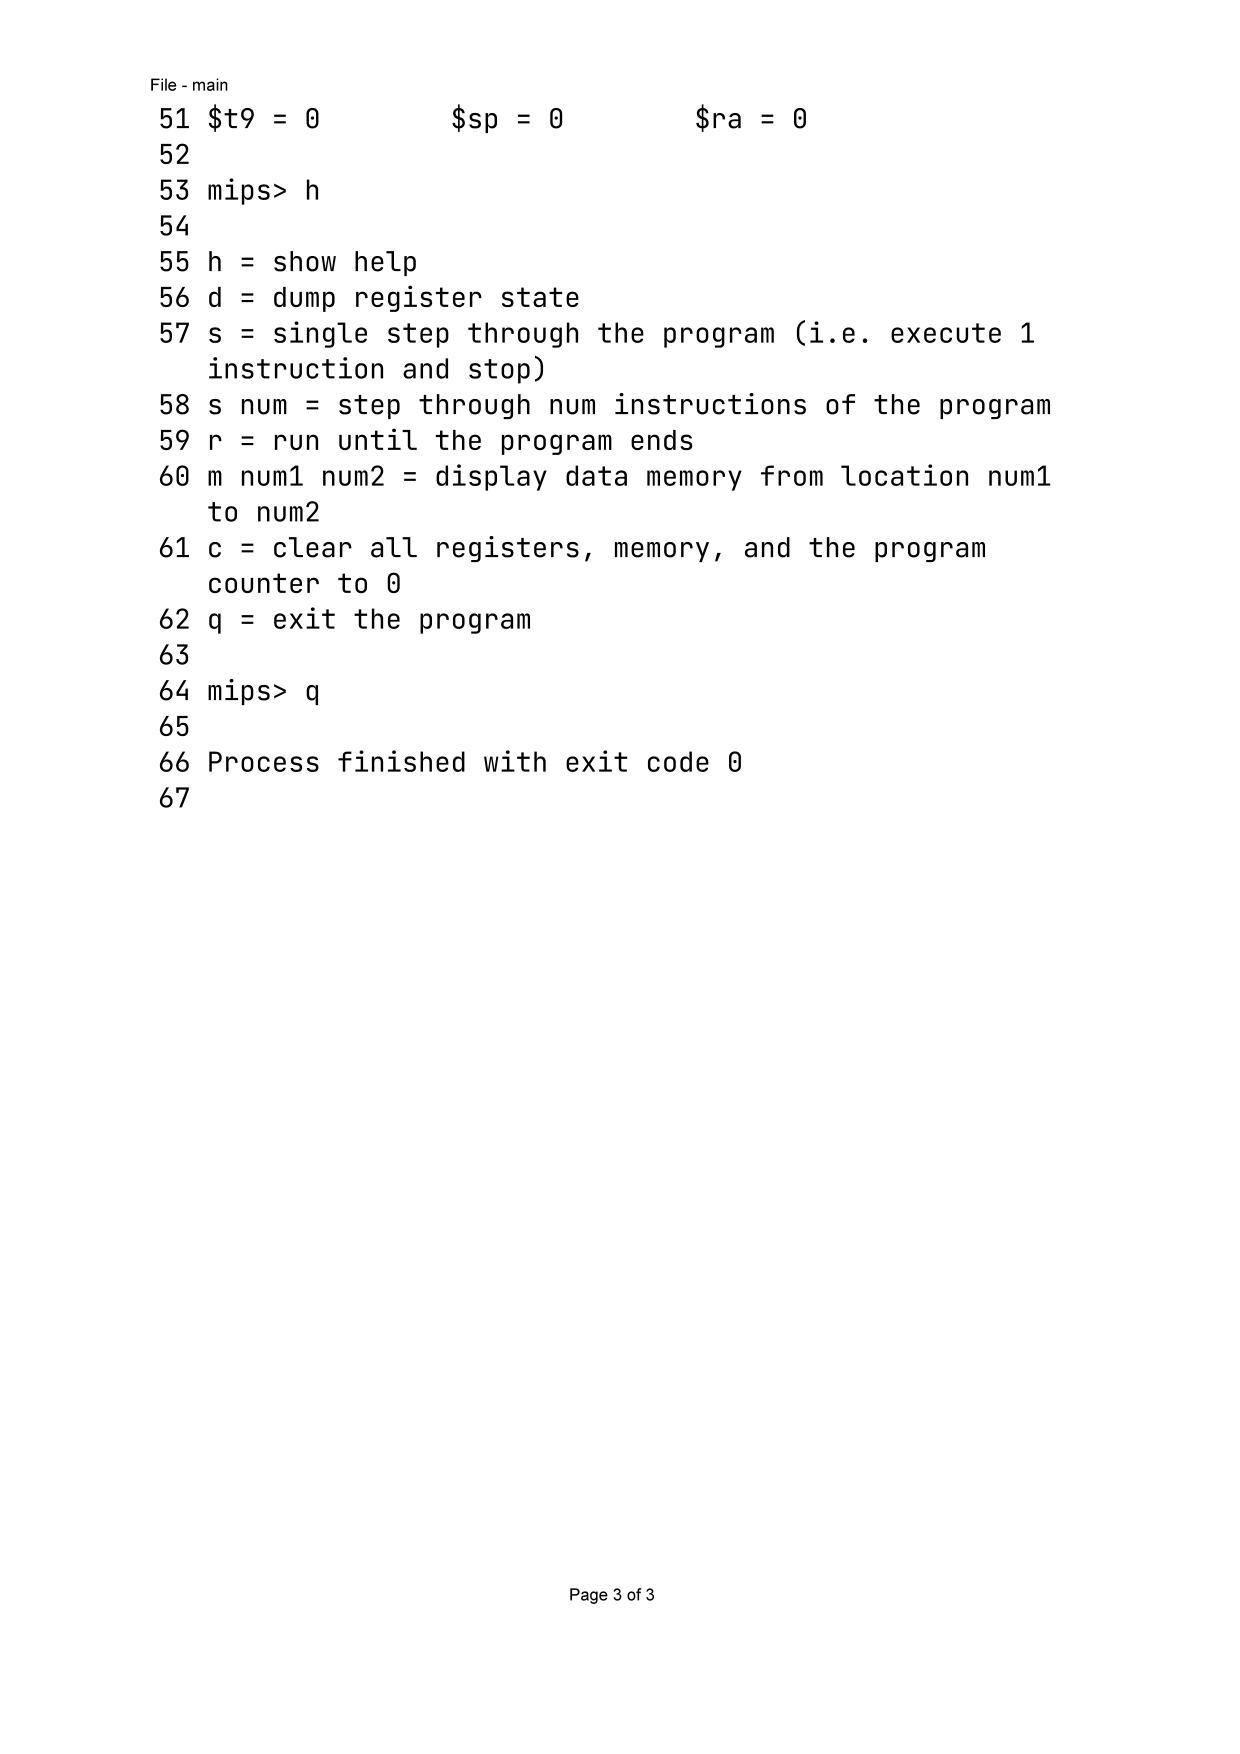 File - main
51 $t9 = 0        $sp = 0        $ra = 0
52
53 mips> h
54
55 h = show help
56 d = dump register state
57 s = single step through the program (i.e. execute 1
instruction and stop)
58 s num = step through num instructions of the program
59 r = run until the program ends
60 m num1 num2 = display data memory from location num1
to num2
61 c = clear all registers, memory, and the program
counter to 0
62 q = exit the program
63
64 mips> q
65
66 Process finished with exit code 0
67
Page 3 of 3